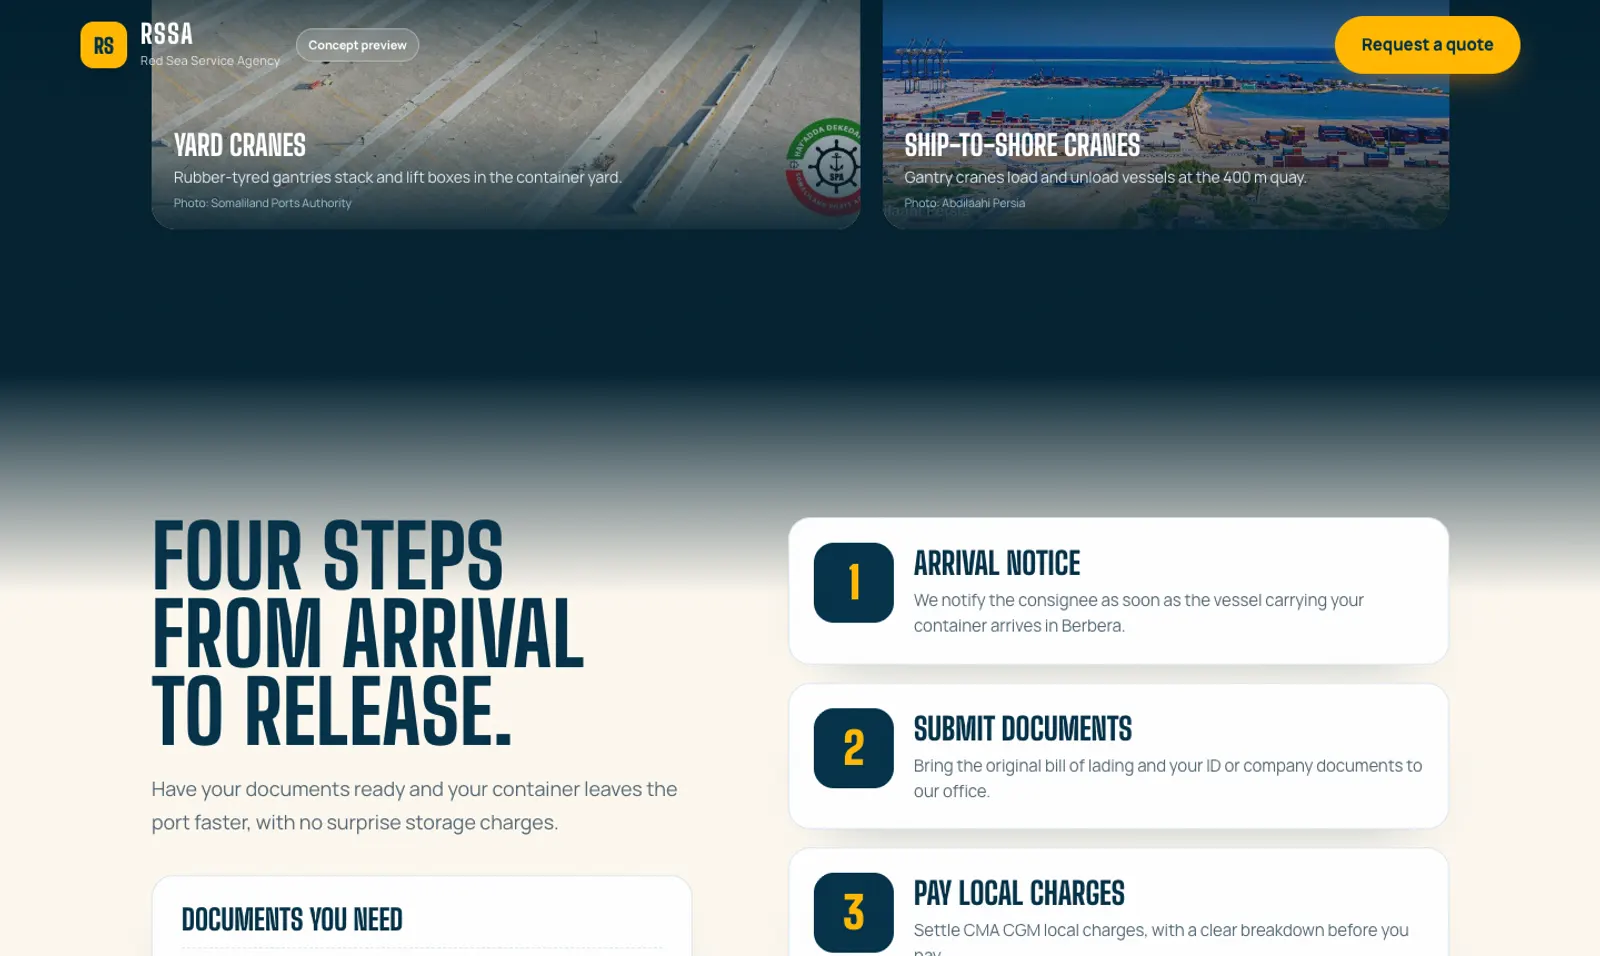 RS
RSSA
Red Sea Service Agency
Concept preview
Request a quote
YARD CRANES
Rubber-tyred gantries stack and lift boxes in the container yard.
Photo: Somaliland Ports Authority
SPA
SHIP-TO-SHORE CRANES
Gantry cranes load and unload vessels at the 400 m quay.
Photo: Abdilaahi Persia
FOUR STEPS
FROM ARRIVAL
TO RELEASE.
Have your documents ready and your container leaves the
port faster, with no surprise storage charges.
DOCUMENTS YOU NEED
1
ARRIVAL NOTICE
We notify the consignee as soon as the vessel carrying your
container arrives in Berbera.
2
SUBMIT DOCUMENTS
Bring the original bill of lading and your ID or company documents to
our office.
3
PAY LOCAL CHARGES
Settle CMA CGM local charges, with a clear breakdown before you
pay.